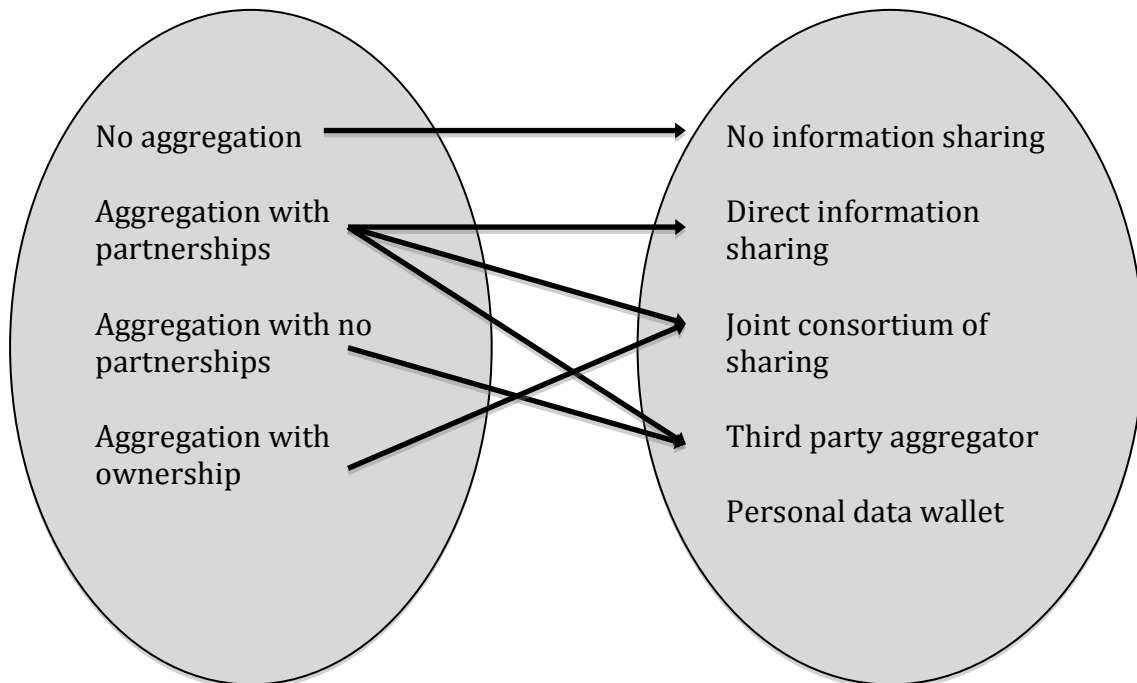 No aggregation
Aggregation with
partnerships
Aggregation with no
partnerships
Aggregation with
ownership
No information sharing
Direct information
sharing
Joint consortium of
sharing
Third party aggregator
Personal data wallet